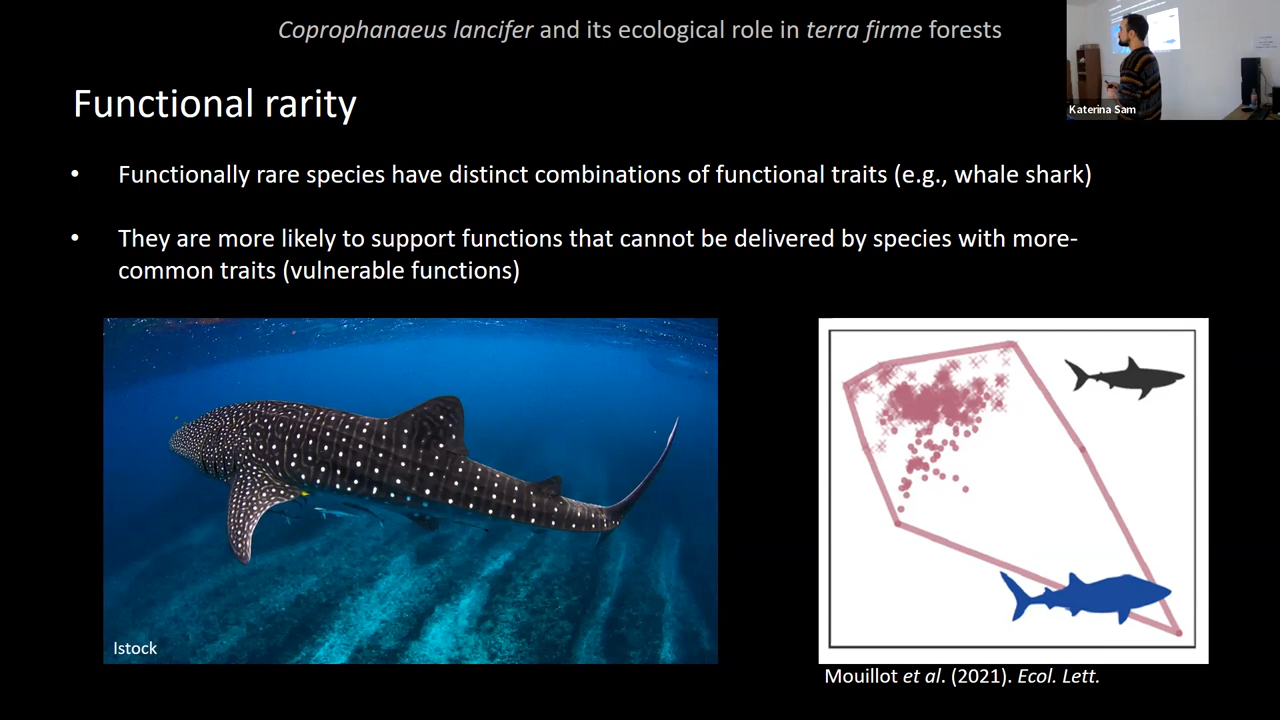 Coprophanaeus lancifer and its ecological role in terra firme forests
Katerina Sam
Functional rarity
• Functionally rare species have distinct combinations of functional traits (e.g., whale shark)
• They are more likely to support functions that cannot be delivered by species with more-
common traits (vulnerable functions)
Istock
Mouillot et al. (2021). Ecol. Lett.